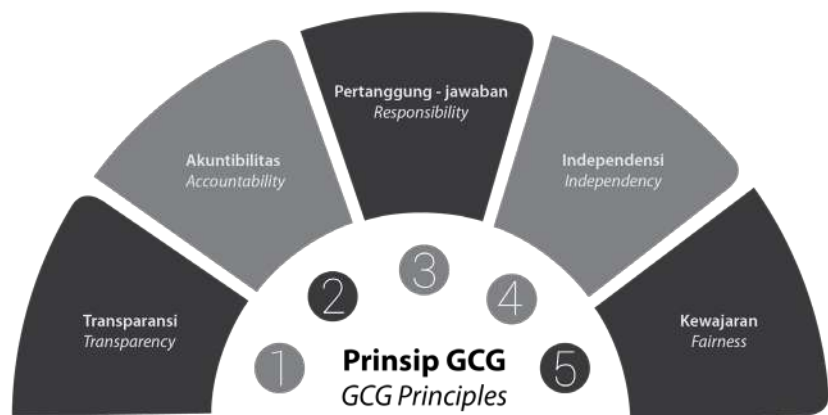 Transparansi
Transparency
Akuntibilitas
Accountability
Pertanggung - jawaban
Responsibility
Independensi
Independency
Kewajaran
Fairness
1
2
3
4
5
Prinsip GCG
GCG Principles